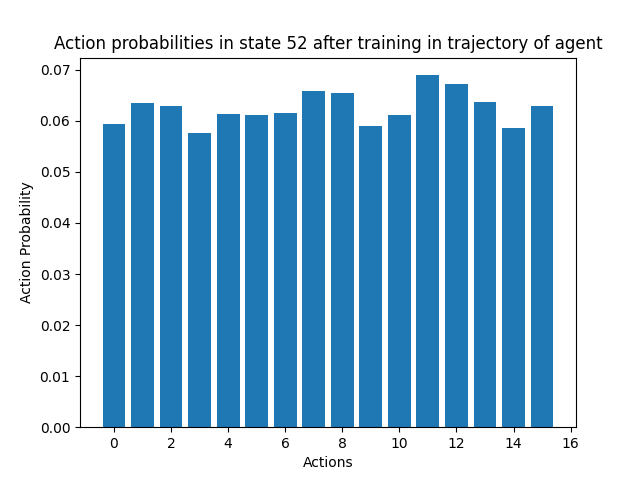 Action probabilities in state 52 after training in trajectory of agent
0.07
0.06
0.05
0.04
0.03
0.02
0.01
0.00
Action Probability
0 2 4 6 8 10 12 14 16
Actions